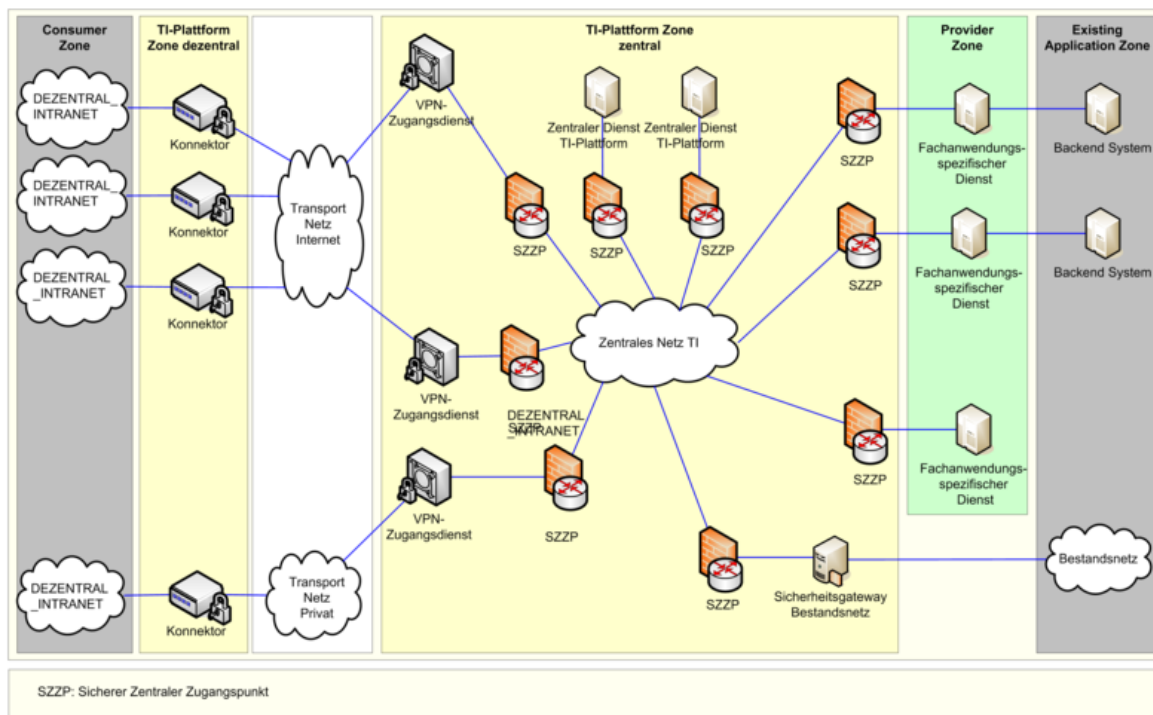 Consumer
Zone
TI-Plattform
Zone dezentral
TI-Plattform Zone
zentral
Provider
Zone
Existing
Application Zone
DEZENTRAL_
INTRANET
Konnektor
DEZENTRAL_
INTRANET
Konnektor
DEZENTRAL
_INTRANET
Konnektor
DEZENTRAL
_INTRANET
Konnektor
Transport
Netz
Internet
Transport
Netz
Privat
VPN-
Zugangsdienst
SZZP
VPN-
Zugangsdienst
DEZENTRAL
_INTRANET
SZZP
VPN-
Zugangsdienst
SZZP
Zentraler Dienst
TI-Plattform
SZZP
Zentraler Dienst
TI-Plattform
SZZP
Zentrales Netz TI
SZZP
Fachanwendungs-
spezifischer
Dienst
Backend System
SZZP
Fachanwendungs-
spezifischer
Dienst
Backend System
SZZP
Fachanwendungs-
spezifischer
Dienst
SZZP
Sicherheitsgateway
Bestandsnetz
Bestandsnetz
SZZP: Sicherer Zentraler Zugangspunkt